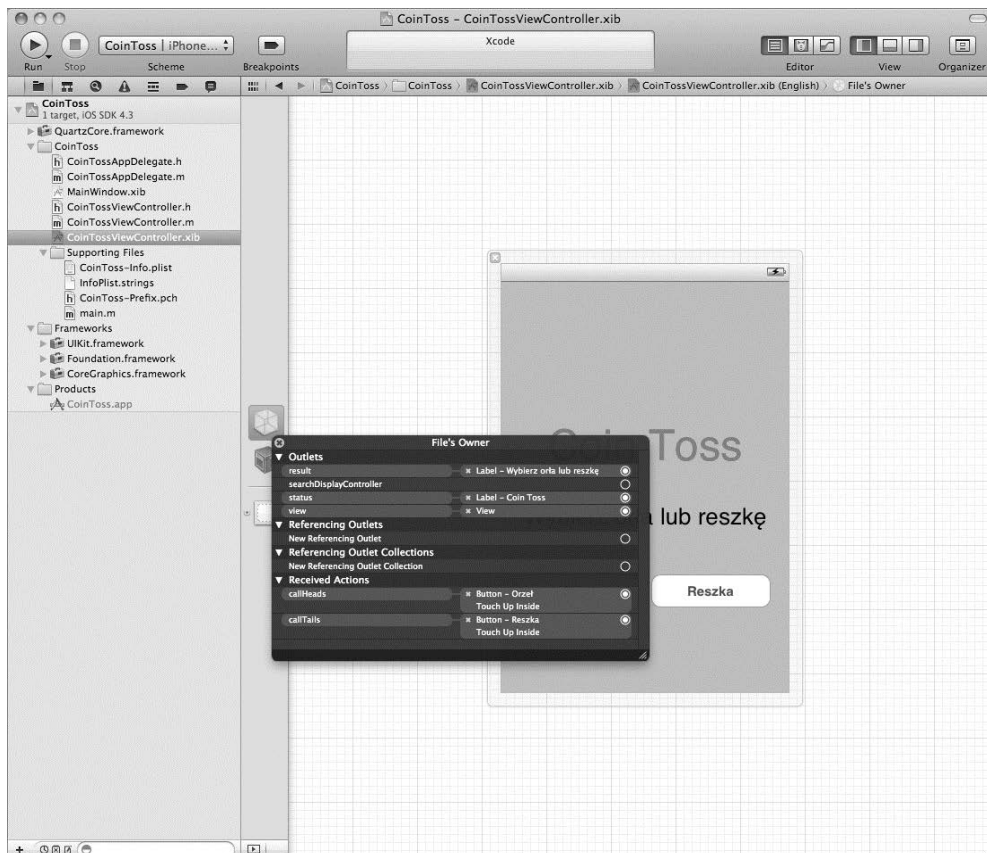 CoinToss – CoinTossViewController.xib
CoinToss | iPhone...
Xcode
Run Stop Scheme Breakpoints Editor View Organizer
CoinToss CoinToss CoinTossViewController.xib CoinTossViewController.xib (English) File's Owner
CoinToss
1 target, iOS SDK 4.3
QuartzCore.framework
CoinToss
CoinTossAppDelegate.h
CoinTossAppDelegate.m
MainWindow.xib
CoinTossViewController.h
CoinTossViewController.m
CoinTossViewController.xib
Supporting Files
CoinToss-Info.plist
InfoPlist.strings
CoinToss-Prefix.pch
main.m
Frameworks
UIKit.framework
Foundation.framework
CoreGraphics.framework
Products
CoinToss.app
Coin Toss
lub reszkę
Reszka
File's Owner
Outlets
result Label – Wybierz orła lub reszkę
searchDisplayController
status Label – Coin Toss
view View
Referencing Outlets
New Referencing Outlet
Referencing Outlet Collections
New Referencing Outlet Collection
Received Actions
callHeads Button – Orzeł
Touch Up Inside
callTails Button – Reszka
Touch Up Inside